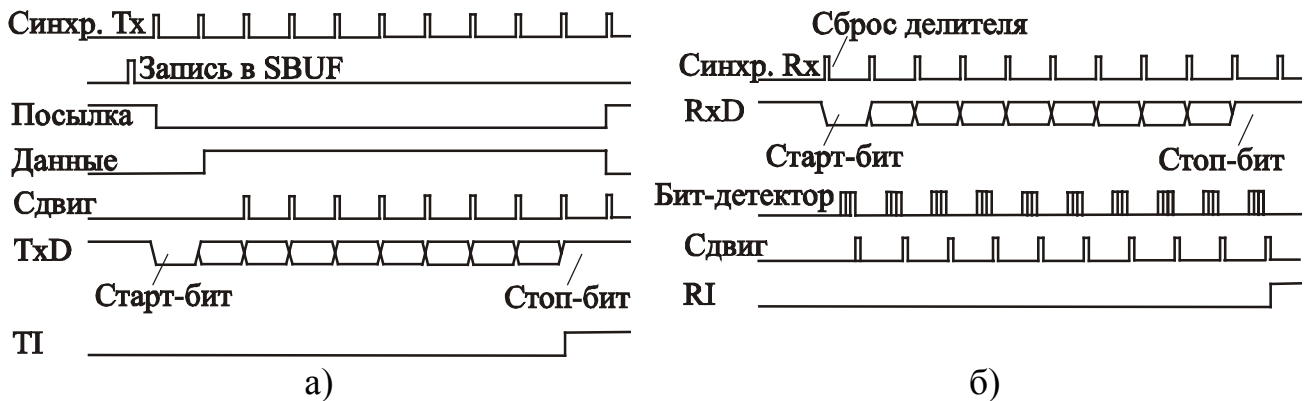 Синхр. Tx
Запись в SBUF
Посылка
Данные
Сдвиг
TxD
Старт-бит
Стоп-бит
TI
а)
Сброс делителя
Синхр. Rx
RxD
Старт-бит
Стоп-бит
Бит-детектор
Сдвиг
RI
б)